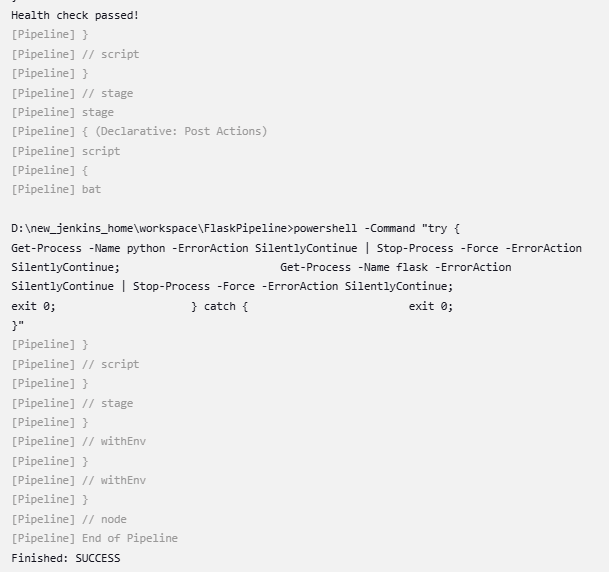 Health check passed!
[Pipeline] }
[Pipeline] // script
[Pipeline] }
[Pipeline] // stage
[Pipeline] stage
[Pipeline] { (Declarative: Post Actions)
[Pipeline] script
[Pipeline] {
[Pipeline] bat
D:\new_jenkins_home\workspace\FlaskPipeline>powershell -Command "try {
Get-Process -Name python -ErrorAction SilentlyContinue | Stop-Process -Force -ErrorAction
SilentlyContinue;                         Get-Process -Name flask -ErrorAction
SilentlyContinue | Stop-Process -Force -ErrorAction SilentlyContinue;
exit 0;                     } catch {                         exit 0;
}"
[Pipeline] }
[Pipeline] // script
[Pipeline] }
[Pipeline] // stage
[Pipeline] }
[Pipeline] // withEnv
[Pipeline] }
[Pipeline] // withEnv
[Pipeline] }
[Pipeline] // node
[Pipeline] End of Pipeline
Finished: SUCCESS